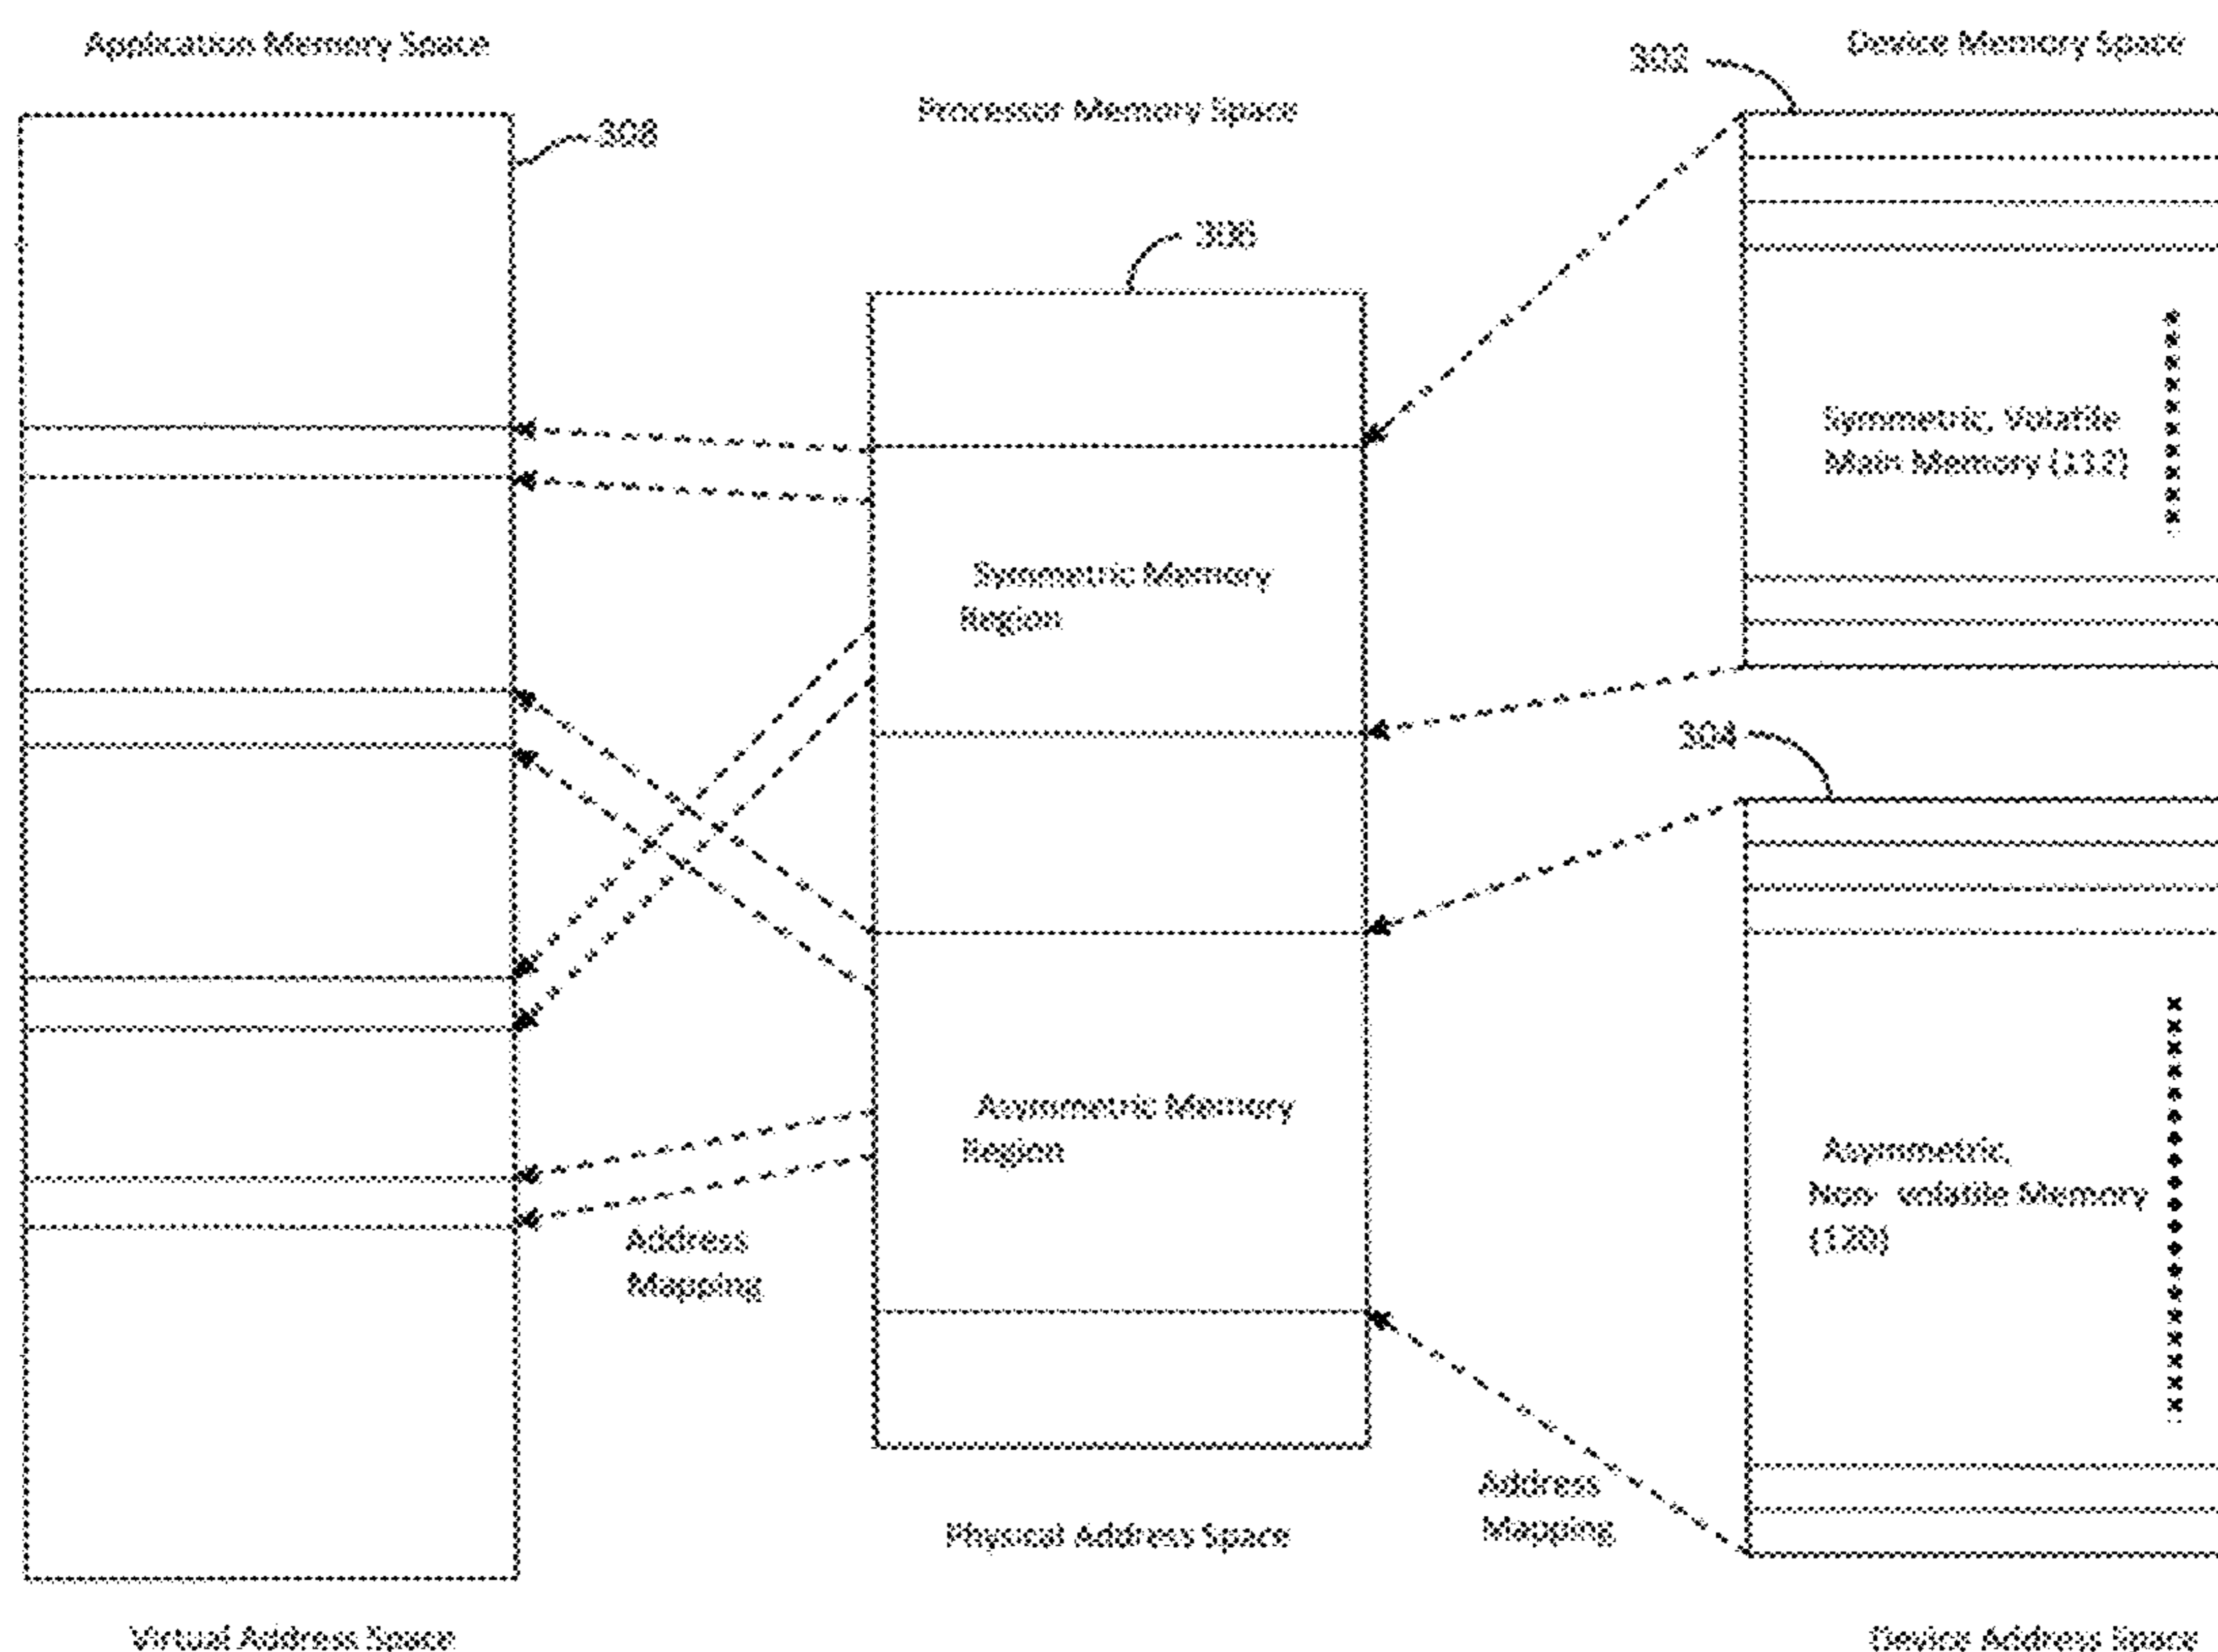 Application Memory Space
308
Processor Memory Space
306
302
Device Memory Space
Symmetric, Volatile
Main Memory (112)
Symmetric Memory
Region
304
Asymmetric Memory
Region
Asymmetric,
Non- volatile Memory
(120)
Address
Mapping
Address
Mapping
Physical Address Space
Virtual Address Space
Device Address Space